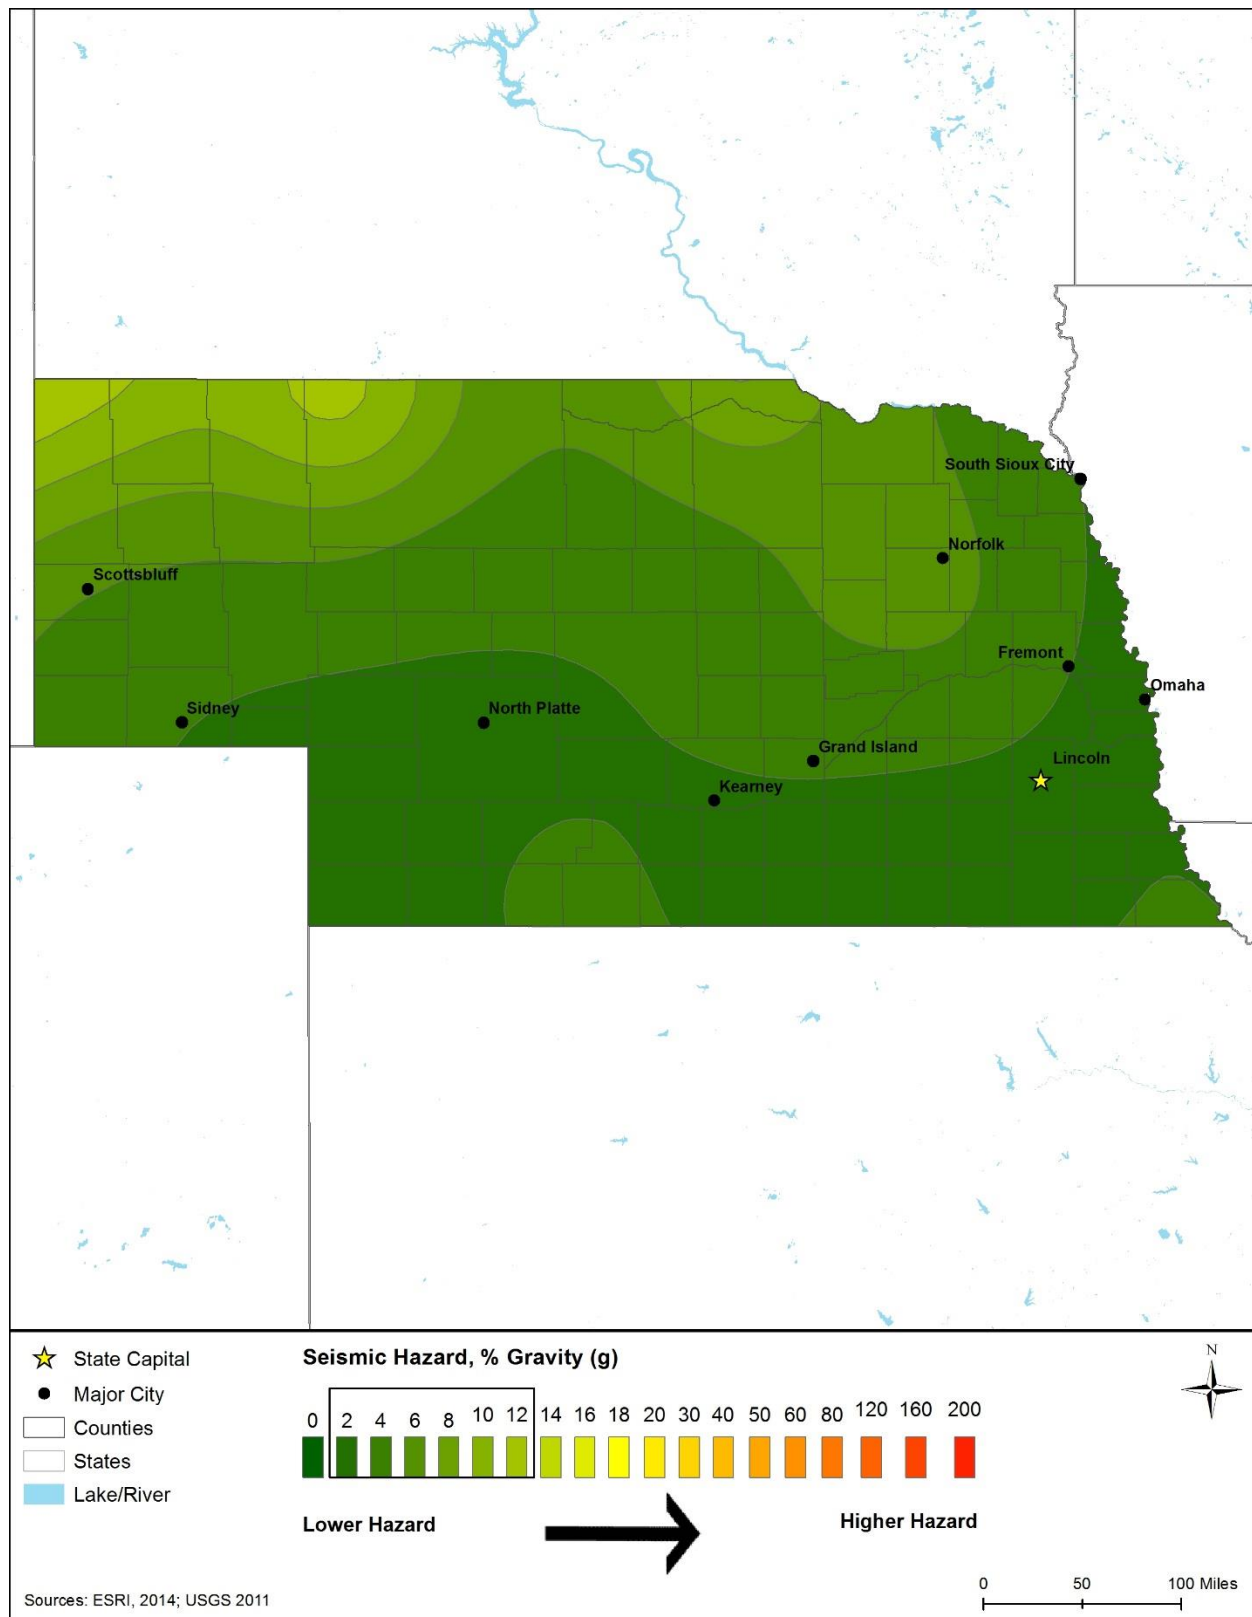 South Sioux City
Norfolk
Scottsbluff
Fremont
Omaha
Sidney
North Platte
Grand Island
Lincoln
Kearney
State Capital
Major City
Counties
States
Lake/River
Seismic Hazard, % Gravity (g)
0 2 4 6 8 10 12 14 16 18 20 30 40 50 60 80 120 160 200
Lower Hazard
Higher Hazard
N
Sources: ESRI, 2014; USGS 2011
0 50 100 Miles